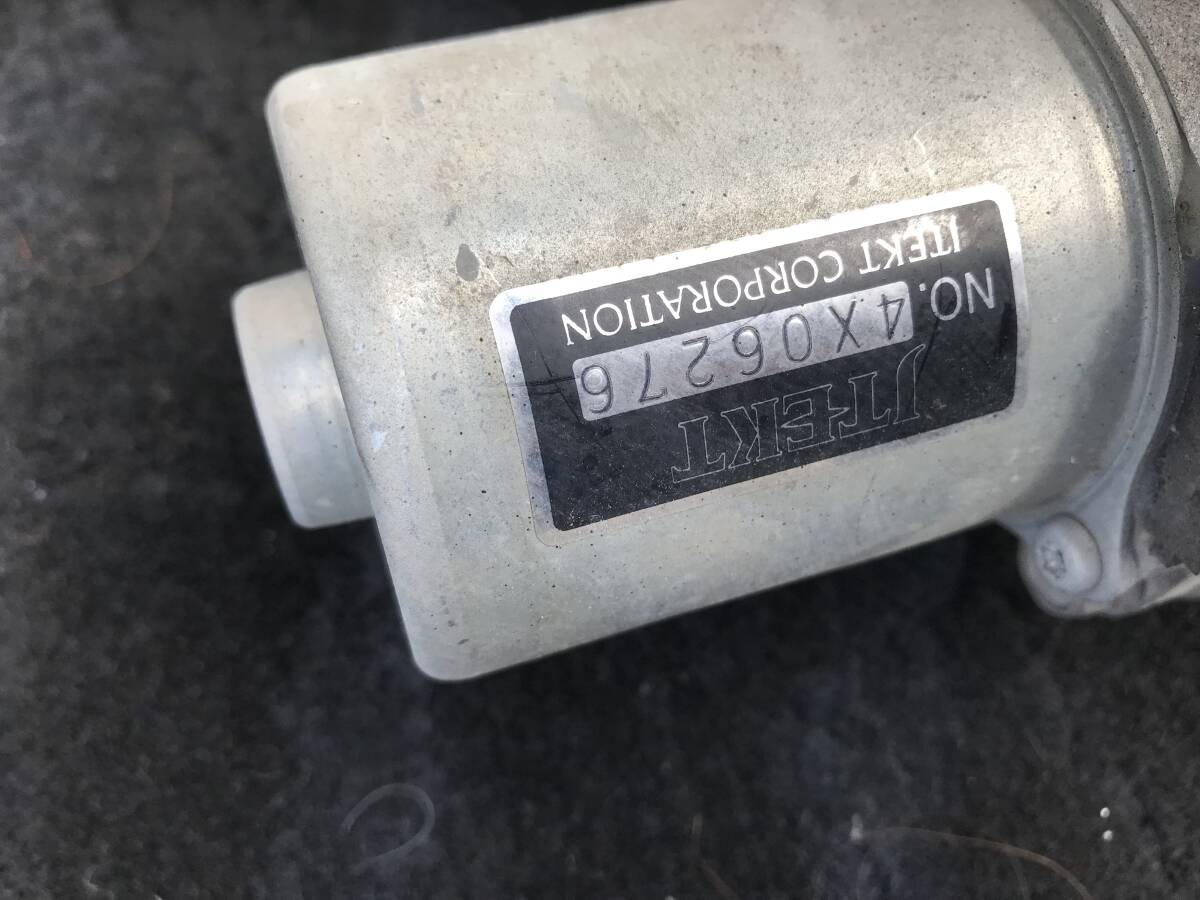 JTEKT
NO. 4X06276
JTEKT CORPORATION